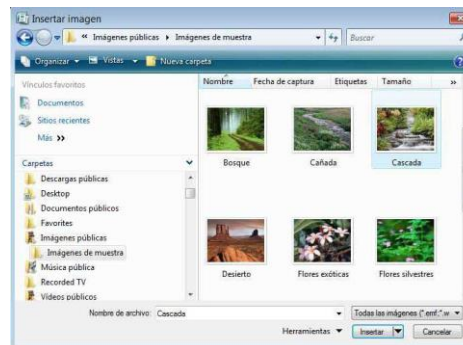 Insertar imagen
« Imágenes públicas ▸ Imágenes de muestra
Buscar
Organizar Vistas Nueva carpeta
Vínculos favoritos
Documentos
Sitios recientes
Más »
Carpetas
Descargas públicas
Desktop
Documentos públicos
Favorites
Imágenes públicas
Imágenes de muestra
Música pública
Recorded TV
Vídeos públicos
Nombre Fecha de captura Etiquetas Tamaño »
Bosque Cañada Cascada
Desierto Flores exóticas Flores silvestres
Nombre de archivo: Cascada Todas las imágenes (*.emf;*.w
Herramientas Insertar Cancelar